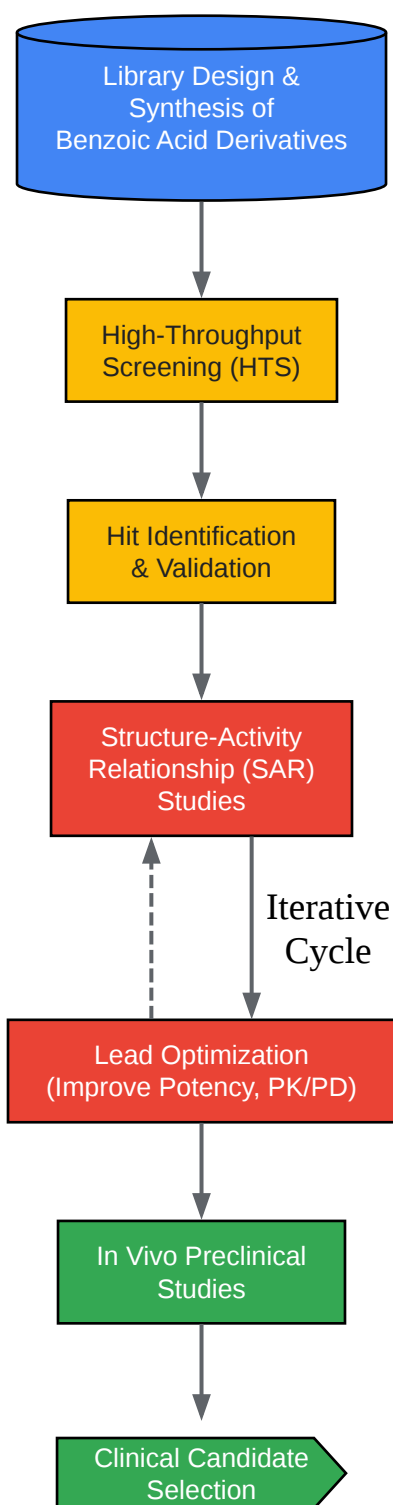 Library Design &
Synthesis of
Benzoic Acid Derivatives
High-Throughput
Screening (HTS)
Hit Identification
& Validation
Structure-Activity
Relationship (SAR)
Studies
Iterative
Cycle
Lead Optimization
(Improve Potency, PK/PD)
In Vivo Preclinical
Studies
Clinical Candidate
Selection